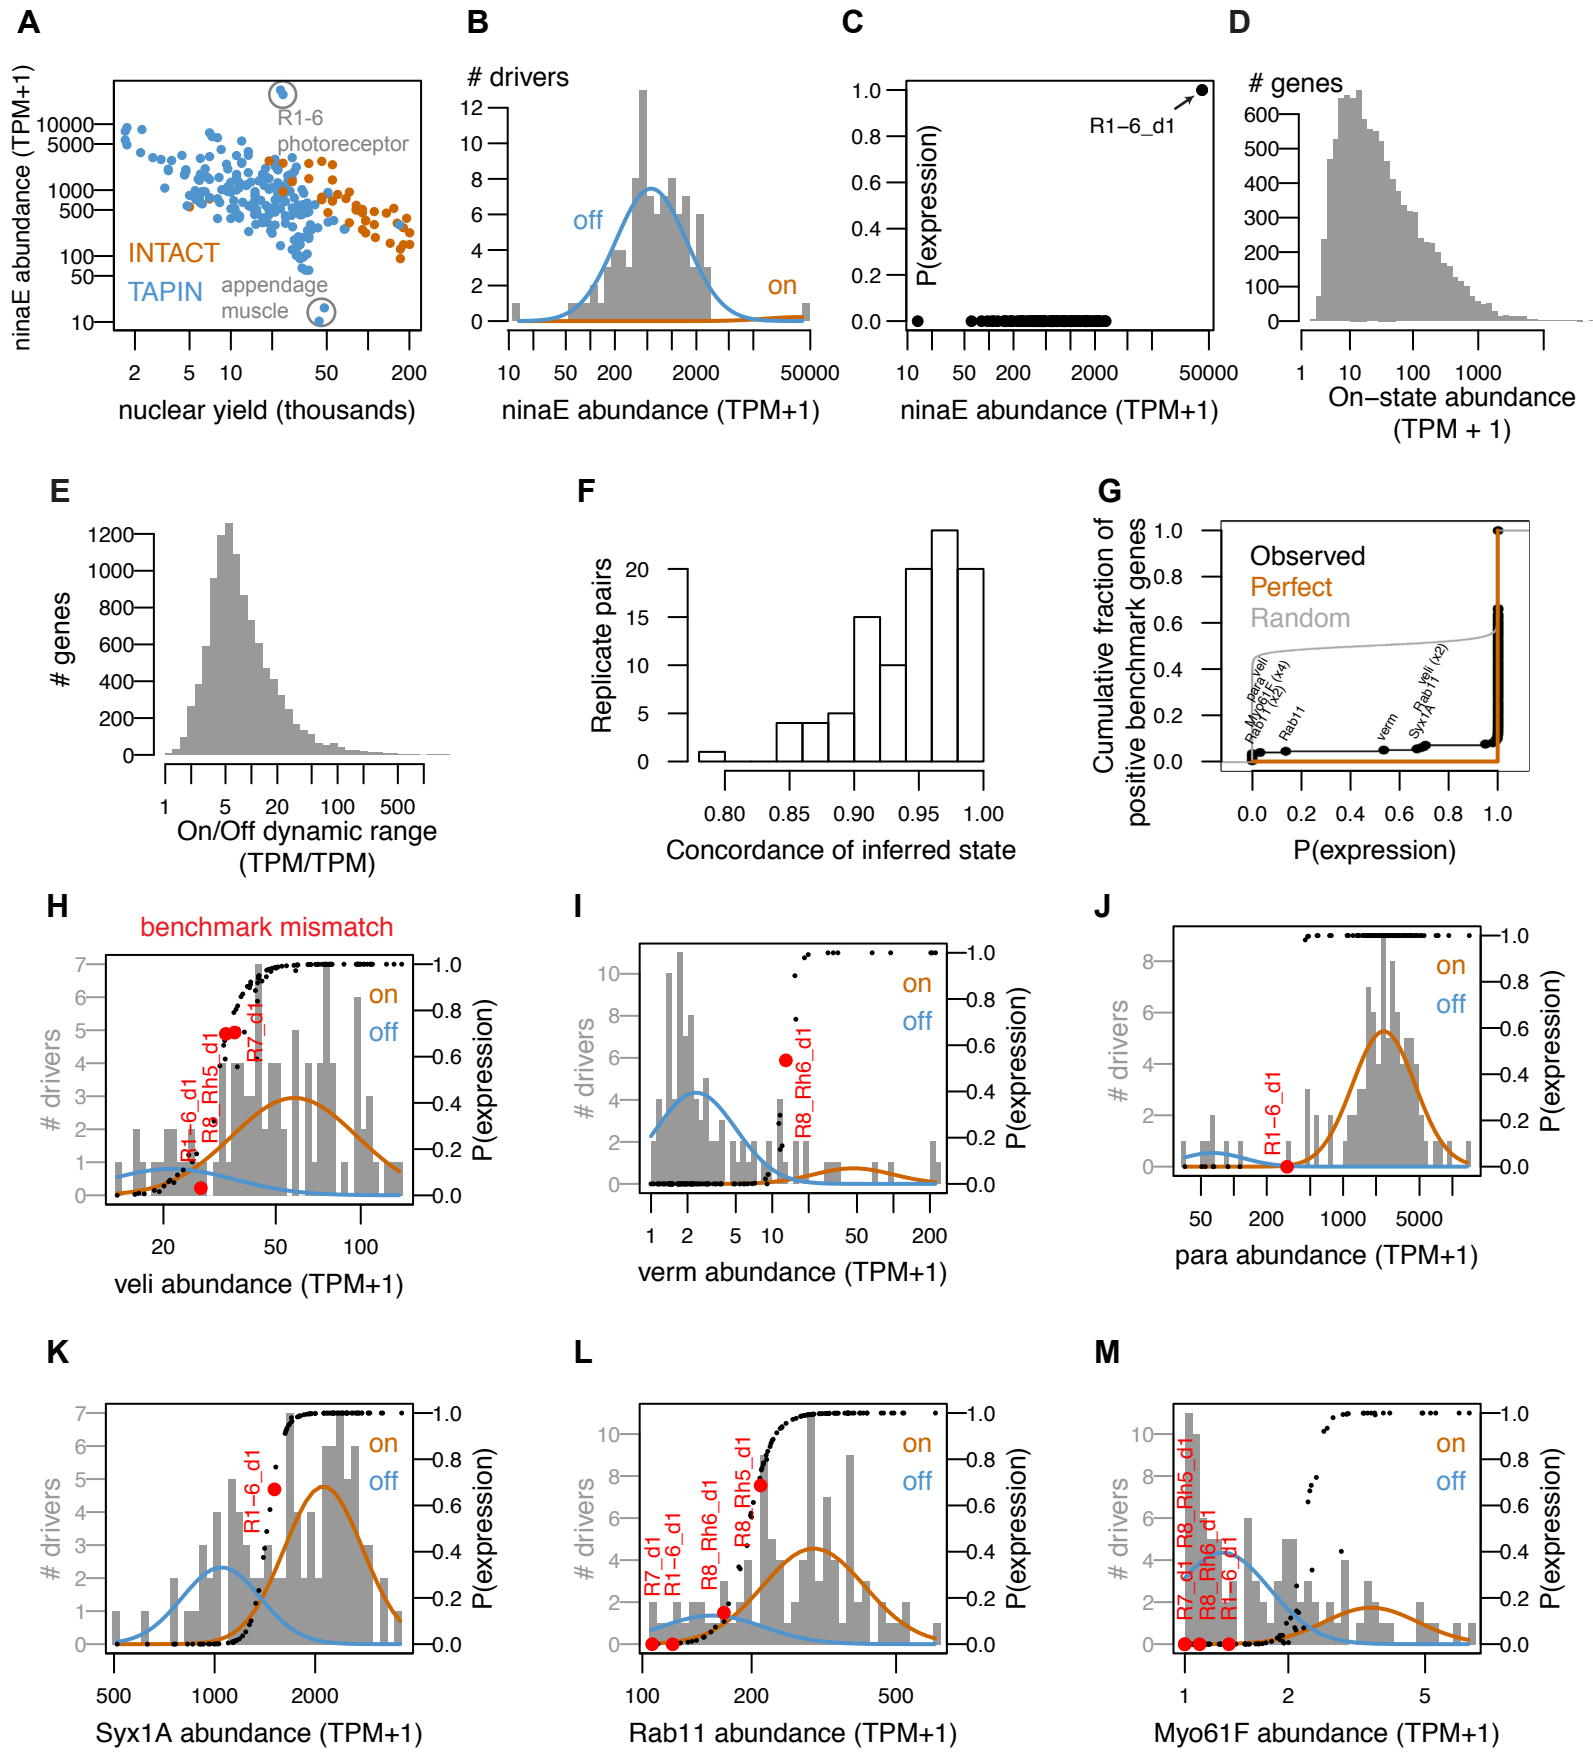 A
ninaE abundance (TPM+1)
10000
5000
1000
500
100
50
10
R1-6
photoreceptor
INTACT
TAPIN
appendage
muscle
2 5 10 50 200
nuclear yield (thousands)
B
# drivers
12
10
8
6
4
2
0
off
on
10 50 200 2000 50000
ninaE abundance (TPM+1)
C
P(expression)
1.0
0.8
0.6
0.4
0.2
0.0
R1−6_d1
10 50 200 2000 50000
ninaE abundance (TPM+1)
D
# genes
600
500
400
300
200
100
0
1 10 100 1000
On−state abundance
(TPM + 1)
E
# genes
1200
1000
800
600
400
200
0
1 5 20 100 500
On/Off dynamic range
(TPM/TPM)
F
Replicate pairs
20
15
10
5
0
0.80 0.85 0.90 0.95 1.00
Concordance of inferred state
G
Cumulative fraction of
positive benchmark genes
1.0
0.8
0.6
0.4
0.2
0.0
Observed
Perfect
Random
veli
para
Myo61F (x4)
Rab11 (x2)
Rab11
verm
Syx1A
Rab11
veli (x2)
0.0 0.2 0.4 0.6 0.8 1.0
P(expression)
H
benchmark mismatch
# drivers
7
6
5
4
3
2
1
0
R1−6_d1
R8_Rh5_d1
R7_d1
on
off
1.0
0.8
0.6
0.4
0.2
0.0
P(expression)
20 50 100
veli abundance (TPM+1)
I
# drivers
10
8
6
4
2
0
R8_Rh6_d1
on
off
1.0
0.8
0.6
0.4
0.2
0.0
P(expression)
1 2 5 10 50 200
verm abundance (TPM+1)
J
# drivers
8
6
4
2
0
R1−6_d1
on
off
1.0
0.8
0.6
0.4
0.2
0.0
P(expression)
50 200 1000 5000
para abundance (TPM+1)
K
# drivers
7
6
5
4
3
2
1
0
R1−6_d1
on
off
1.0
0.8
0.6
0.4
0.2
0.0
P(expression)
500 1000 2000
Syx1A abundance (TPM+1)
L
# drivers
10
8
6
4
2
0
R7_d1
R1−6_d1
R8_Rh6_d1
R8_Rh5_d1
on
off
1.0
0.8
0.6
0.4
0.2
0.0
P(expression)
100 200 500
Rab11 abundance (TPM+1)
M
# drivers
10
8
6
4
2
0
R7_d1 R8_Rh5_d1
R8_Rh6_d1
R1−6_d1
on
off
1.0
0.8
0.6
0.4
0.2
0.0
P(expression)
1 2 5
Myo61F abundance (TPM+1)